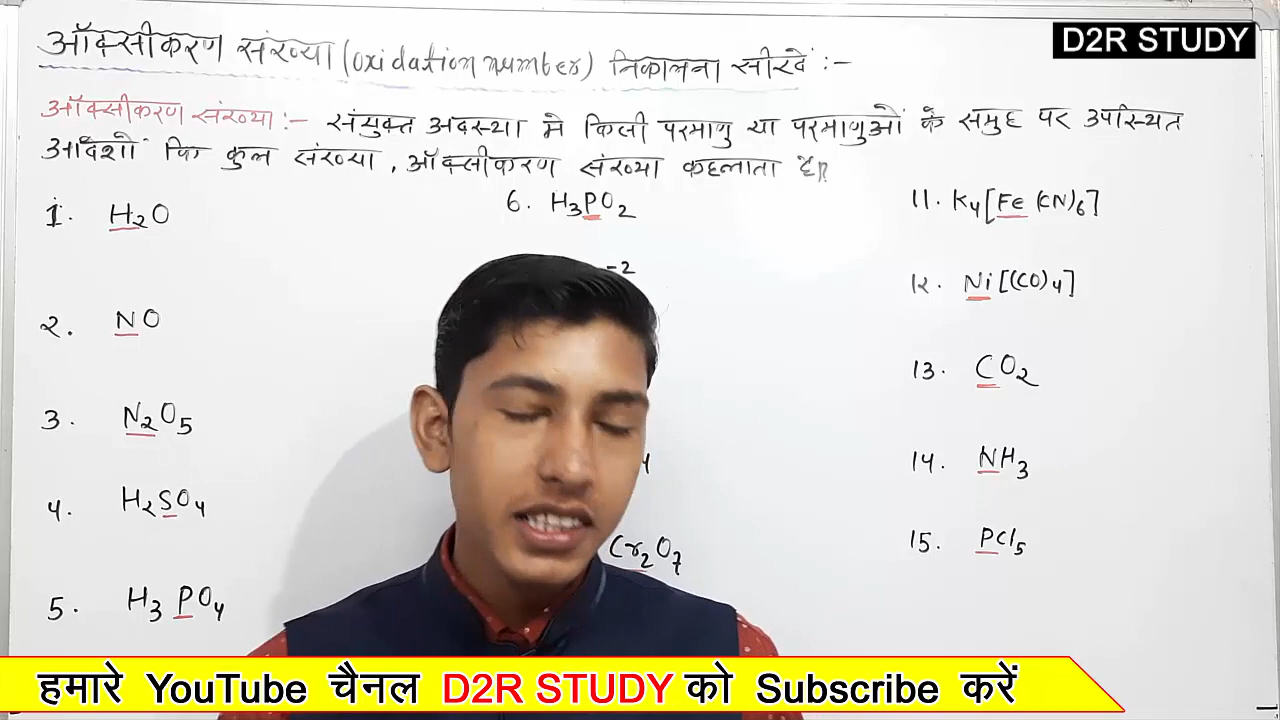 ऑक्सीकरण संख्या (oxidation number) निकालना सीखें :-
D2R STUDY
ऑक्सीकरण संख्या :- संयुक्त अवस्था मे किसी परमाणु या परमाणुओं के समुह पर उपस्थित
आवेशों कि कुल संख्या, ऑक्सीकरण संख्या कहलाता है।
1. H₂O
2. NO
3. N₂O₅
4. H₂SO₄
5. H₃PO₄
6. H₃PO₂
-2
Cr₂O₇
11. K₄[Fe(CN)₆]
12. Ni[(CO)₄]
13. CO₂
14. NH₃
15. PCl₅
हमारे YouTube चैनल D2R STUDY को Subscribe करें